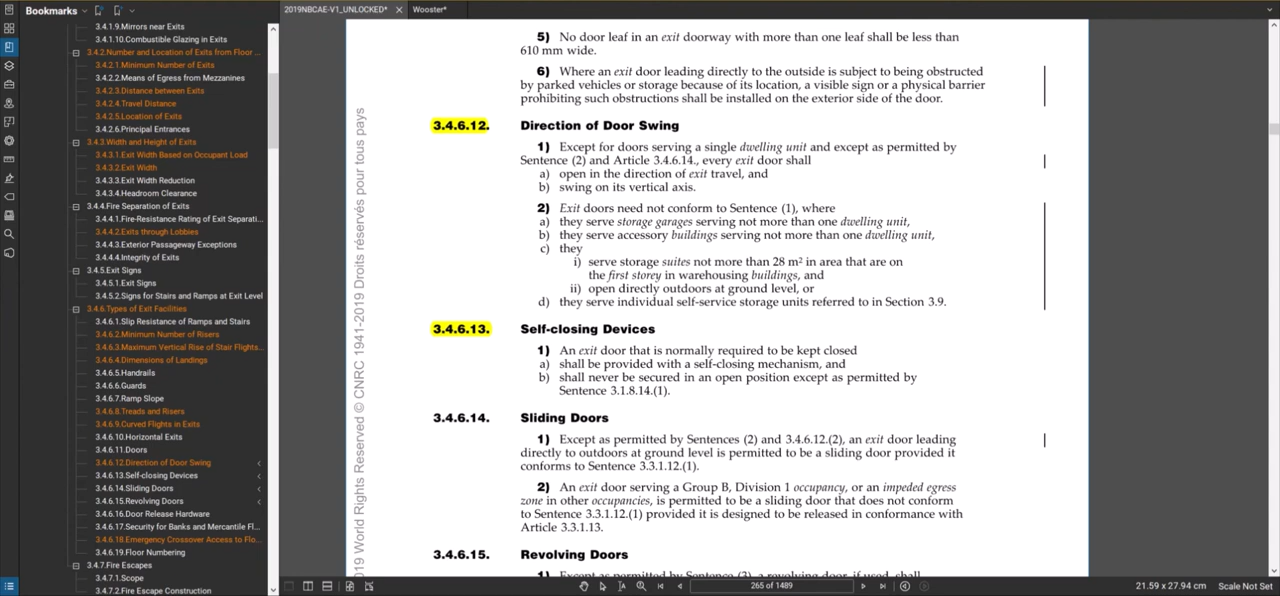 Bookmarks
2019NBCAE-V1_UNLOCKED*
Wooster*
3.4.1.9.Mirrors near Exits
3.4.1.10.Combustible Glazing in Exits
3.4.2.Number and Location of Exits from Floor ...
3.4.2.1.Minimum Number of Exits
3.4.2.2.Means of Egress from Mezzanines
3.4.2.3.Distance between Exits
3.4.2.4.Travel Distance
3.4.2.5.Location of Exits
3.4.2.6.Principal Entrances
3.4.3.Width and Height of Exits
3.4.3.1.Exit Width Based on Occupant Load
3.4.3.2.Exit Width
3.4.3.3.Exit Width Reduction
3.4.3.4.Headroom Clearance
3.4.4.Fire Separation of Exits
3.4.4.1.Fire-Resistance Rating of Exit Separati...
3.4.4.2.Exits through Lobbies
3.4.4.3.Exterior Passageway Exceptions
3.4.4.4.Integrity of Exits
3.4.5.Exit Signs
3.4.5.1.Exit Signs
3.4.5.2.Signs for Stairs and Ramps at Exit Level
3.4.6.Types of Exit Facilities
3.4.6.1.Slip Resistance of Ramps and Stairs
3.4.6.2.Minimum Number of Risers
3.4.6.3.Maximum Vertical Rise of Stair Flights...
3.4.6.4.Dimensions of Landings
3.4.6.5.Handrails
3.4.6.6.Guards
3.4.6.7.Ramp Slope
3.4.6.8.Treads and Risers
3.4.6.9.Curved Flights in Exits
3.4.6.10.Horizontal Exits
3.4.6.11.Doors
3.4.6.12.Direction of Door Swing
3.4.6.13.Self-closing Devices
3.4.6.14.Sliding Doors
3.4.6.15.Revolving Doors
3.4.6.16.Door Release Hardware
3.4.6.17.Security for Banks and Mercantile Fl...
3.4.6.18.Emergency Crossover Access to Flo...
3.4.6.19.Floor Numbering
3.4.7.Fire Escapes
3.4.7.1.Scope
3.4.7.2.Fire Escape Construction
019 World Rights Reserved © CNRC 1941-2019 Droits réservés pour tous pays
5) No door leaf in an exit doorway with more than one leaf shall be less than
610 mm wide.
6) Where an exit door leading directly to the outside is subject to being obstructed
by parked vehicles or storage because of its location, a visible sign or a physical barrier
prohibiting such obstructions shall be installed on the exterior side of the door.
3.4.6.12. Direction of Door Swing
1) Except for doors serving a single dwelling unit and except as permitted by
Sentence (2) and Article 3.4.6.14., every exit door shall
a) open in the direction of exit travel, and
b) swing on its vertical axis.
2) Exit doors need not conform to Sentence (1), where
a) they serve storage garages serving not more than one dwelling unit,
b) they serve accessory buildings serving not more than one dwelling unit,
c) they
i) serve storage suites not more than 28 m² in area that are on
the first storey in warehousing buildings, and
ii) open directly outdoors at ground level, or
d) they serve individual self-service storage units referred to in Section 3.9.
3.4.6.13. Self-closing Devices
1) An exit door that is normally required to be kept closed
a) shall be provided with a self-closing mechanism, and
b) shall never be secured in an open position except as permitted by
Sentence 3.1.8.14.(1).
3.4.6.14. Sliding Doors
1) Except as permitted by Sentences (2) and 3.4.6.12.(2), an exit door leading
directly to outdoors at ground level is permitted to be a sliding door provided it
conforms to Sentence 3.3.1.12.(1).
2) An exit door serving a Group B, Division 1 occupancy, or an impeded egress
zone in other occupancies, is permitted to be a sliding door that does not conform
to Sentence 3.3.1.12.(1) provided it is designed to be released in conformance with
Article 3.3.1.13.
3.4.6.15. Revolving Doors
1) Except as permitted by Sentence (2), a revolving door, if used, shall
265 of 1489
21.59 x 27.94 cm
Scale Not Set